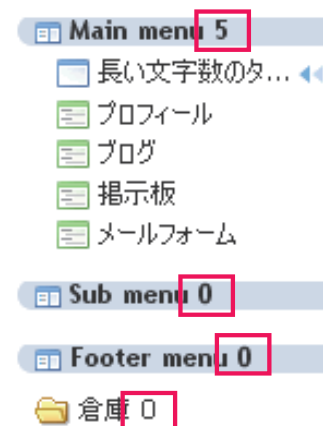 Main menu 5
長い文字数のタ...
プロフィール
ブログ
掲示板
メールフォーム
Sub menu 0
Footer menu 0
倉庫 0